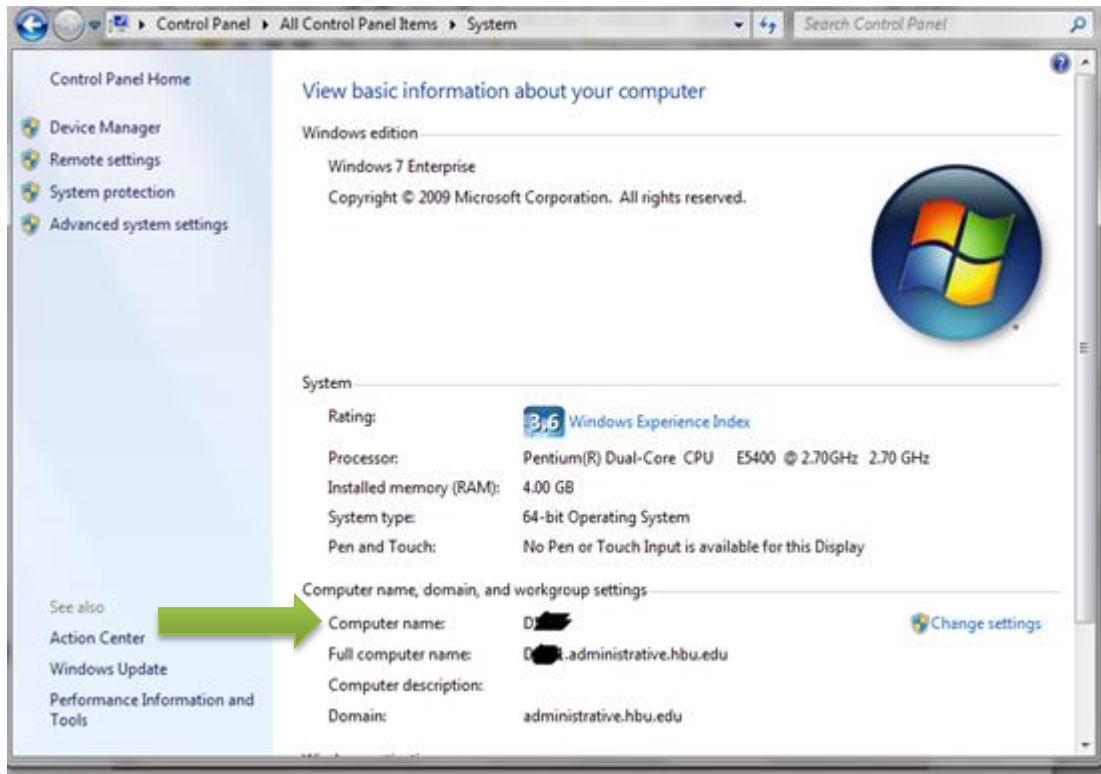 Control Panel ▸ All Control Panel Items ▸ System
Search Control Panel
Control Panel Home
Device Manager
Remote settings
System protection
Advanced system settings
See also
Action Center
Windows Update
Performance Information and
Tools
View basic information about your computer
Windows edition
Windows 7 Enterprise
Copyright © 2009 Microsoft Corporation. All rights reserved.
System
Rating: 3,6 Windows Experience Index
Processor: Pentium(R) Dual-Core CPU E5400 @ 2.70GHz 2.70 GHz
Installed memory (RAM): 4.00 GB
System type: 64-bit Operating System
Pen and Touch: No Pen or Touch Input is available for this Display
Computer name, domain, and workgroup settings
Computer name: Change settings
Full computer name: .administrative.hbu.edu
Computer description:
Domain: administrative.hbu.edu